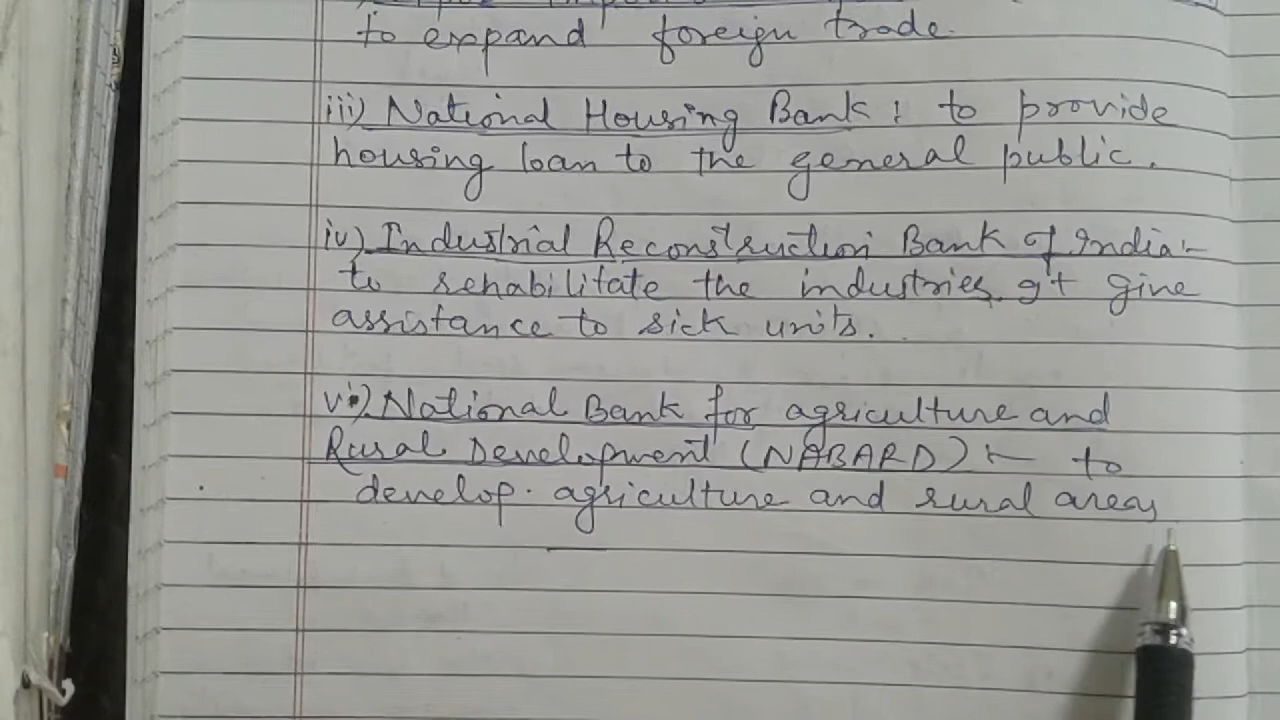 to expand foreign trade.
iii) National Housing Bank : to provide
housing loan to the general public.
iv) Industrial Reconstruction Bank of India :-
to rehabilitate the industries. It give
assistance to sick units.
v) National Bank for agriculture and
Rural Development (NABARD) :- to
develop agriculture and rural areas